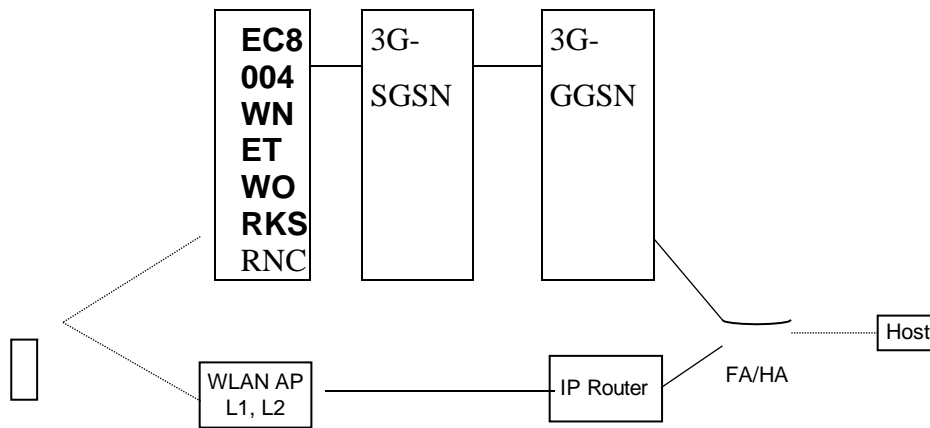 EC8
004
WN
ET
WO
RKS
RNC
3G-
SGSN
3G-
GGSN
WLAN AP
L1, L2
IP Router
FA/HA
Host